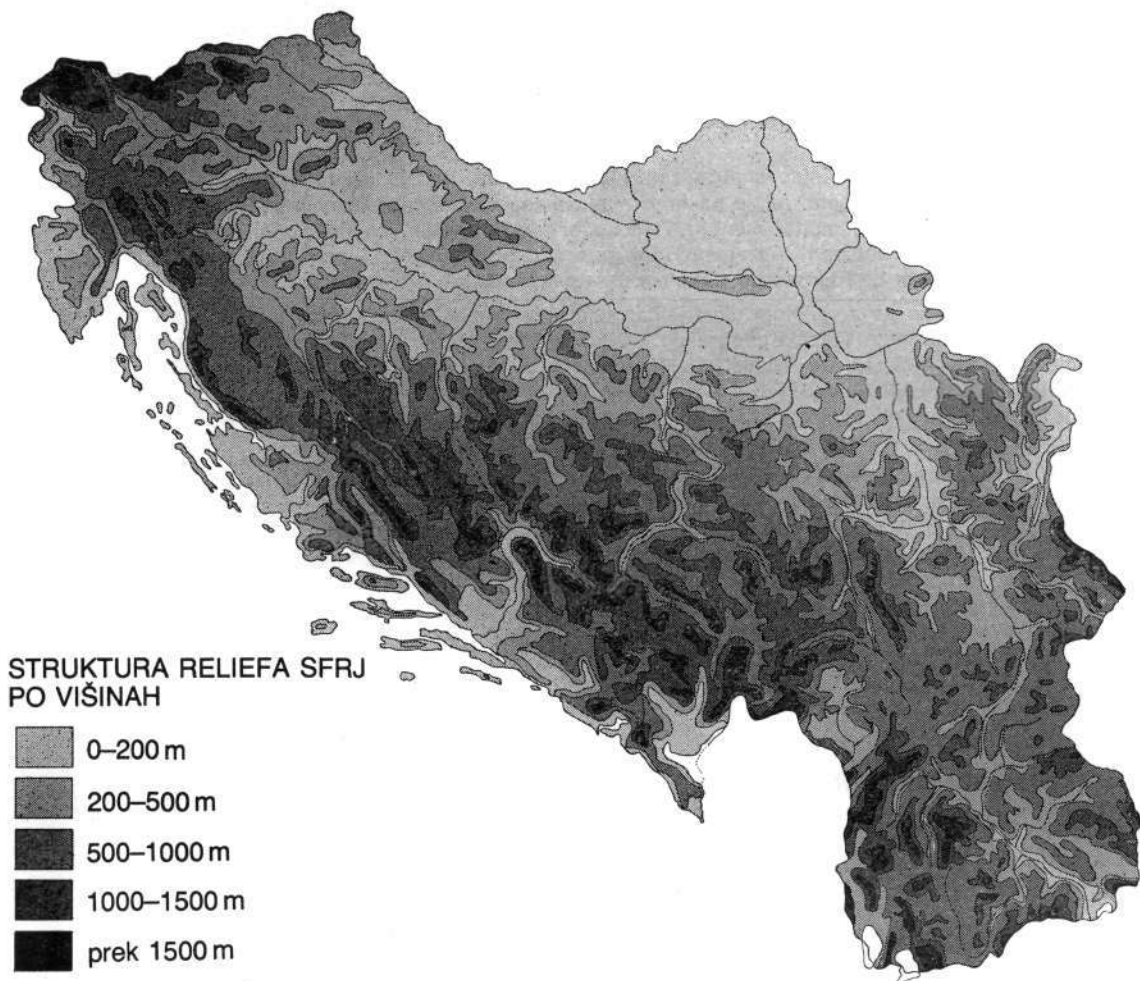 STRUKTURA RELIEFA SFRJ
PO VIŠINAH
0–200 m
200–500 m
500–1000 m
1000–1500 m
prek 1500 m